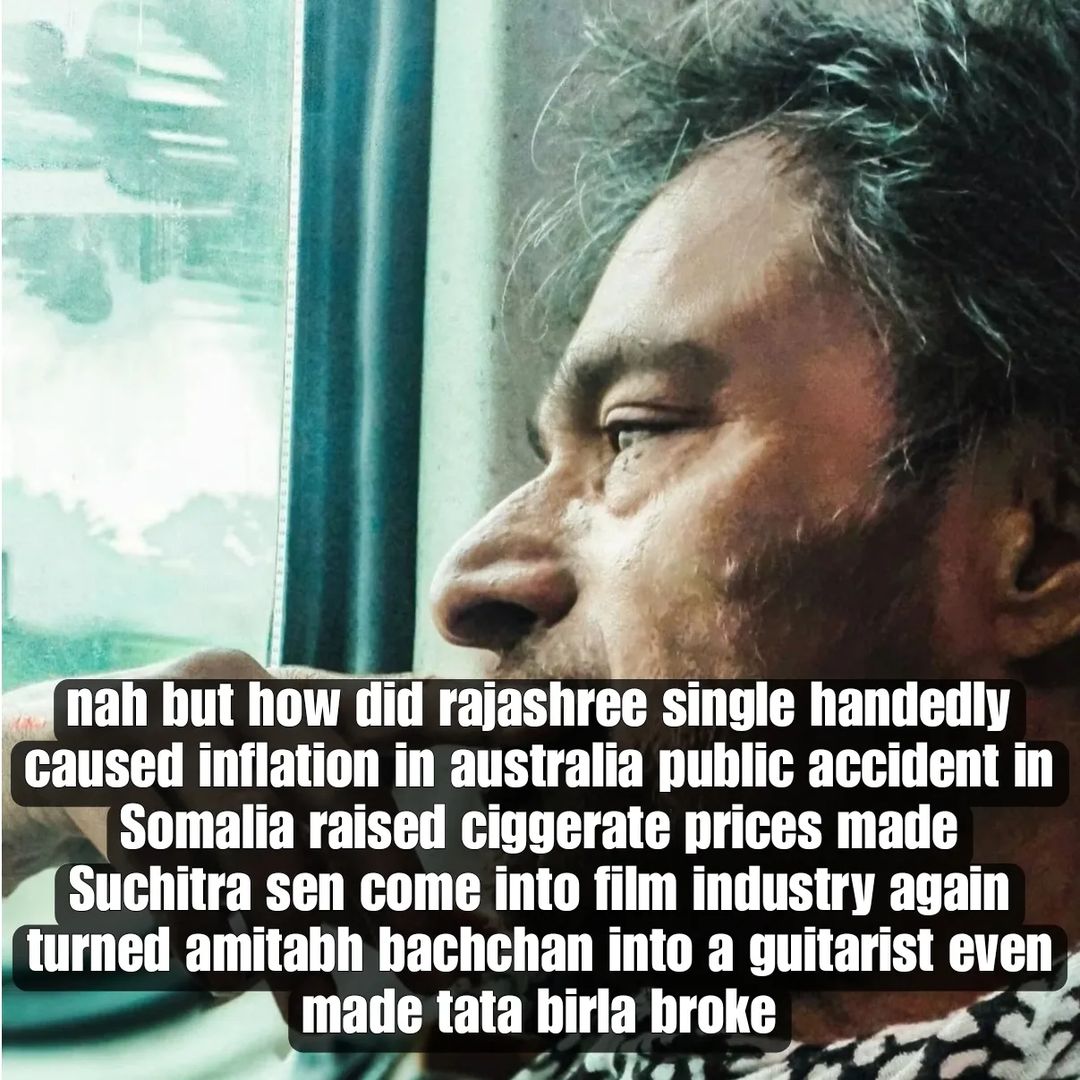 nah but how did rajashree single handedly
caused inflation in australia public accident in
Somalia raised ciggerate prices made
Suchitra sen come into film industry again
turned amitabh bachchan into a guitarist even
made tata birla broke